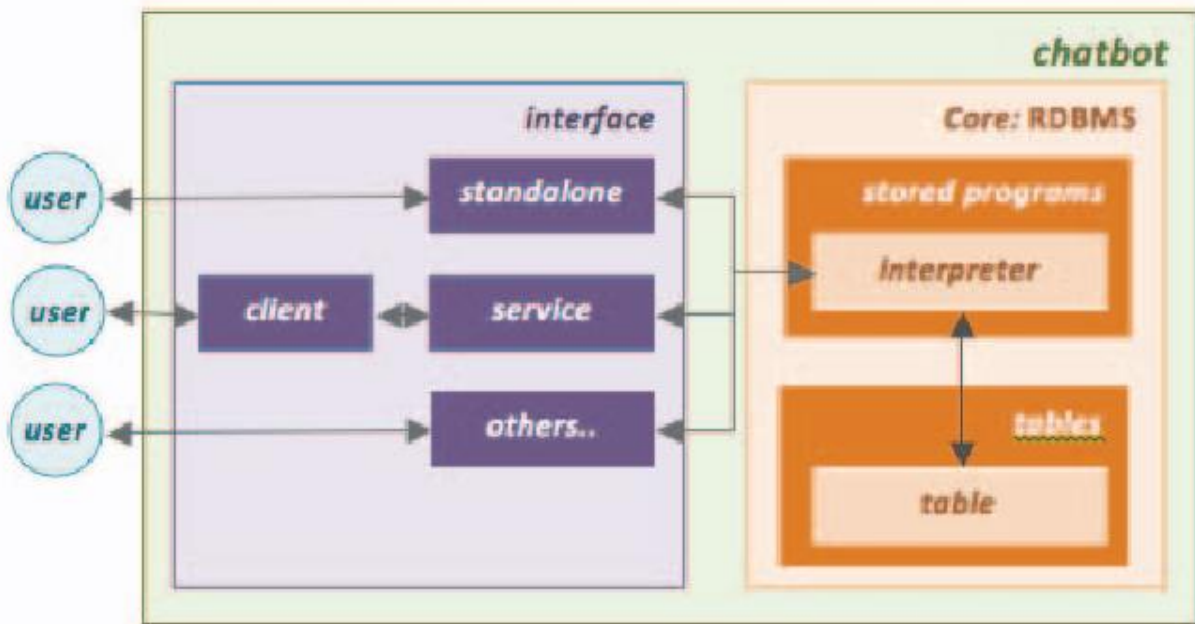 chatbot
interface
Core: RDBMS
user
standalone
stored programs
interpreter
user
client
service
user
others..
tables
table